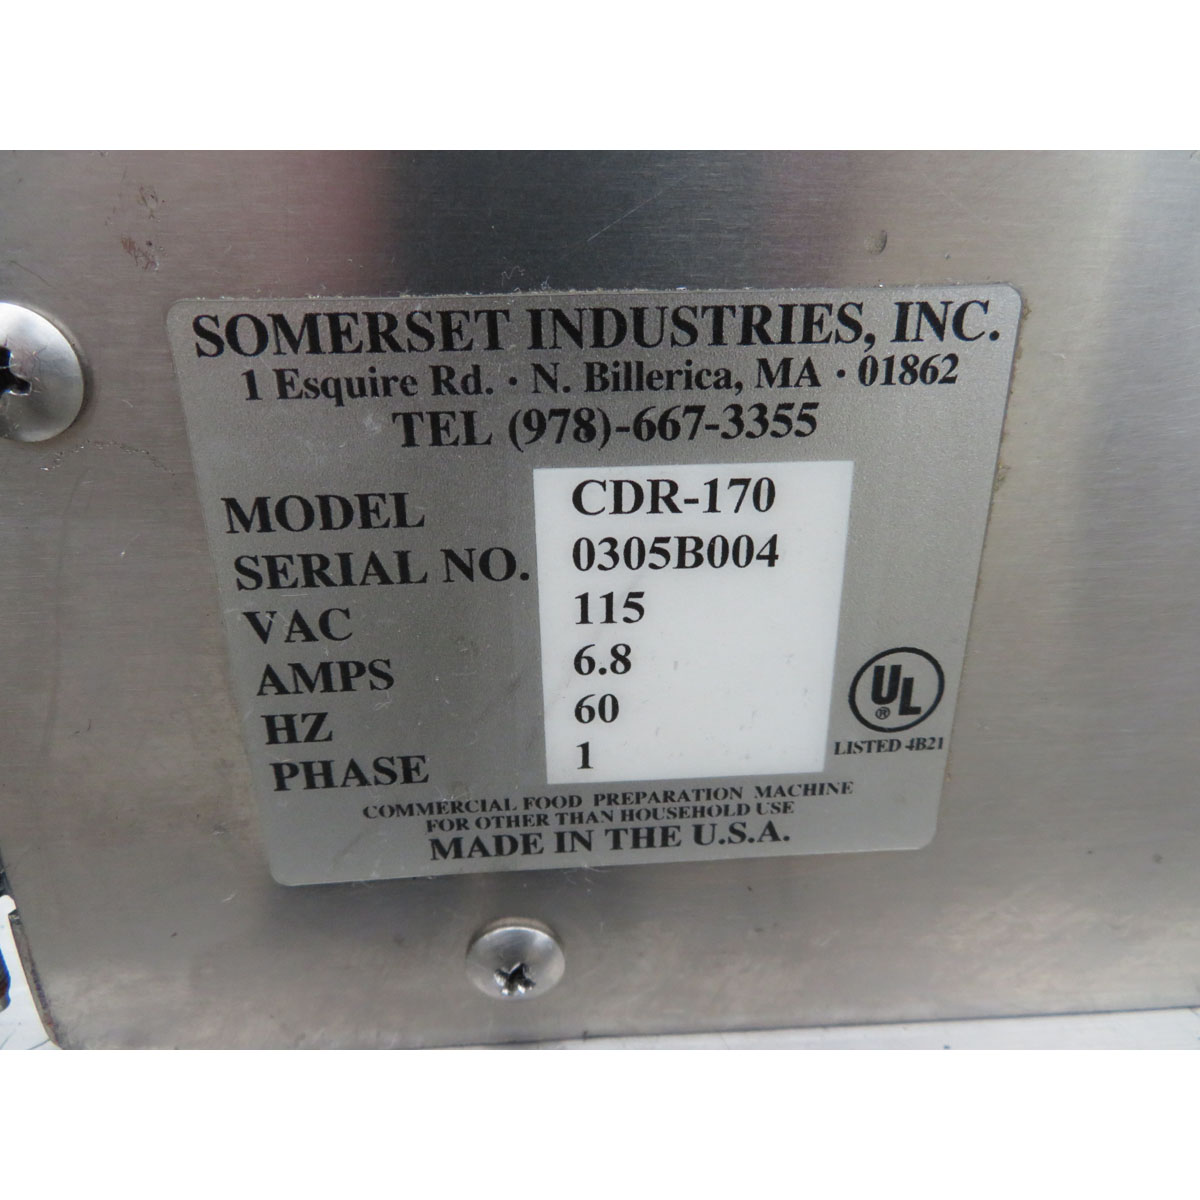 SOMERSET INDUSTRIES, INC.
1 Esquire Rd. · N. Billerica, MA · 01862
TEL (978)-667-3355
MODEL CDR-170
SERIAL NO. 0305B004
VAC 115
AMPS 6.8
HZ 60
PHASE 1
UL ®
LISTED 4B21
COMMERCIAL FOOD PREPARATION MACHINE
FOR OTHER THAN HOUSEHOLD USE
MADE IN THE U.S.A.